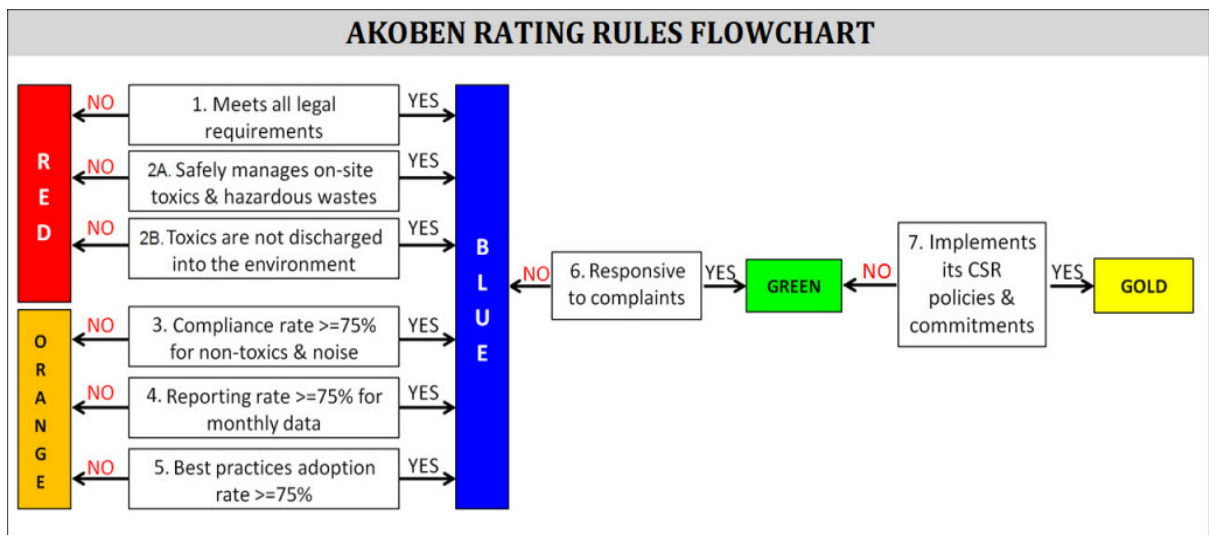 AKOBEN RATING RULES FLOWCHART
RED
NO
1. Meets all legal
requirements
YES
NO
2A. Safely manages on-site
toxics & hazardous wastes
YES
NO
2B. Toxics are not discharged
into the environment
YES
ORANGE
NO
3. Compliance rate >=75%
for non-toxics & noise
YES
NO
4. Reporting rate >=75% for
monthly data
YES
NO
5. Best practices adoption
rate >=75%
YES
BLUE
NO
6. Responsive
to complaints
YES
GREEN
NO
7. Implements
its CSR
policies &
commitments
YES
GOLD